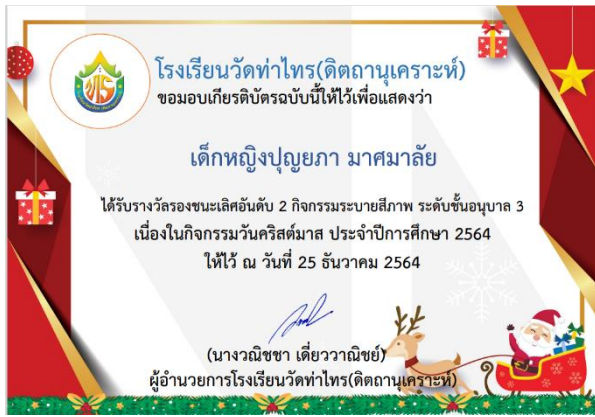 โรงเรียนวัดท่าไทร(ดิตถานุเคราะห์)
ขอมอบเกียรติบัตรฉบับนี้ให้ไว้เพื่อแสดงว่า
เด็กหญิงปุญยภา มาศมาลัย
ได้รับรางวัลรองชนะเลิศอันดับ 2 กิจกรรมระบายสีภาพ ระดับชั้นอนุบาล 3
เนื่องในกิจกรรมวันคริสต์มาส ประจำปีการศึกษา 2564
ให้ไว้ ณ วันที่ 25 ธันวาคม 2564
(นางวณิชชา เดี่ยววาณิชย์)
ผู้อำนวยการโรงเรียนวัดท่าไทร(ดิตถานุเคราะห์)